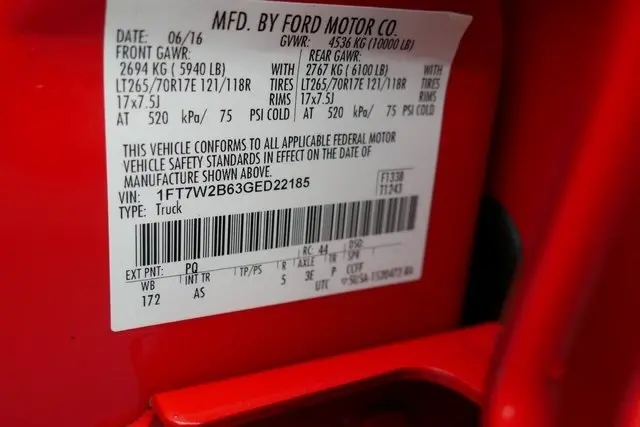 MFD. BY FORD MOTOR CO.
DATE: 06/16 GVWR: 4536 KG (10000 LB)
FRONT GAWR: REAR GAWR:
2694 KG ( 5940 LB) WITH 2767 KG ( 6100 LB) WITH
LT265/70R17E 121/118R TIRES LT265/70R17E 121/118R TIRES
17x7.5J RIMS 17x7.5J RIMS
AT 520 kPa/ 75 PSI COLD AT 520 kPa/ 75 PSI COLD
THIS VEHICLE CONFORMS TO ALL APPLICABLE FEDERAL MOTOR
VEHICLE SAFETY STANDARDS IN EFFECT ON THE DATE OF
MANUFACTURE SHOWN ABOVE.
VIN: 1FT7W2B63GED22185 F1338
TYPE: Truck T1243
EXT PNT: PQ RC: 44 DSO
WB INT TR TP/PS R AXLE TR SPR
172 AS 5 3E P CCFF
UTC